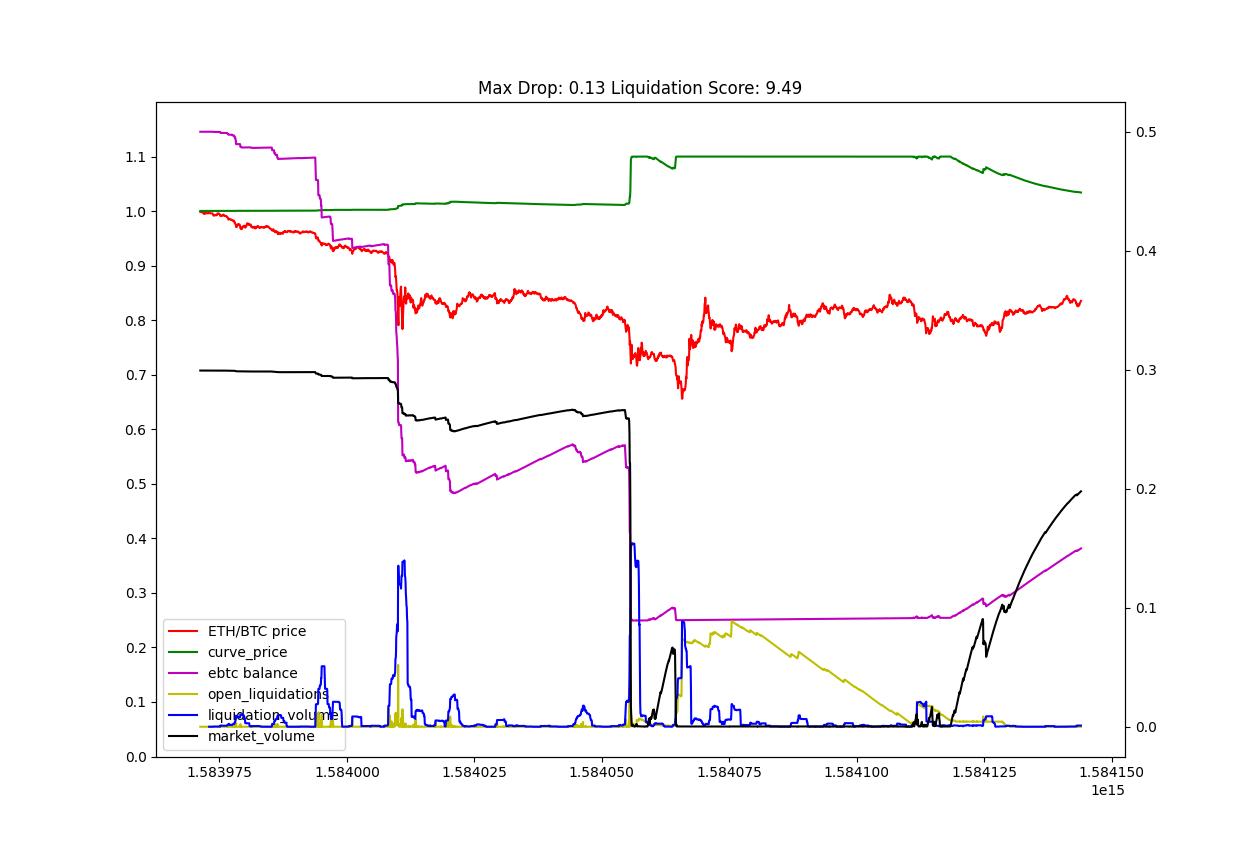 Max Drop: 0.13 Liquidation Score: 9.49
1.1
1.0
0.9
0.8
0.7
0.6
0.5
0.4
0.3
0.2
0.1
0.0
0.5
0.4
0.3
0.2
0.1
0.0
ETH/BTC price
curve_price
ebtc balance
open_liquidations
liquidation_volume
market_volume
1.583975 1.584000 1.584025 1.584050 1.584075 1.584100 1.584125 1.584150
1e15